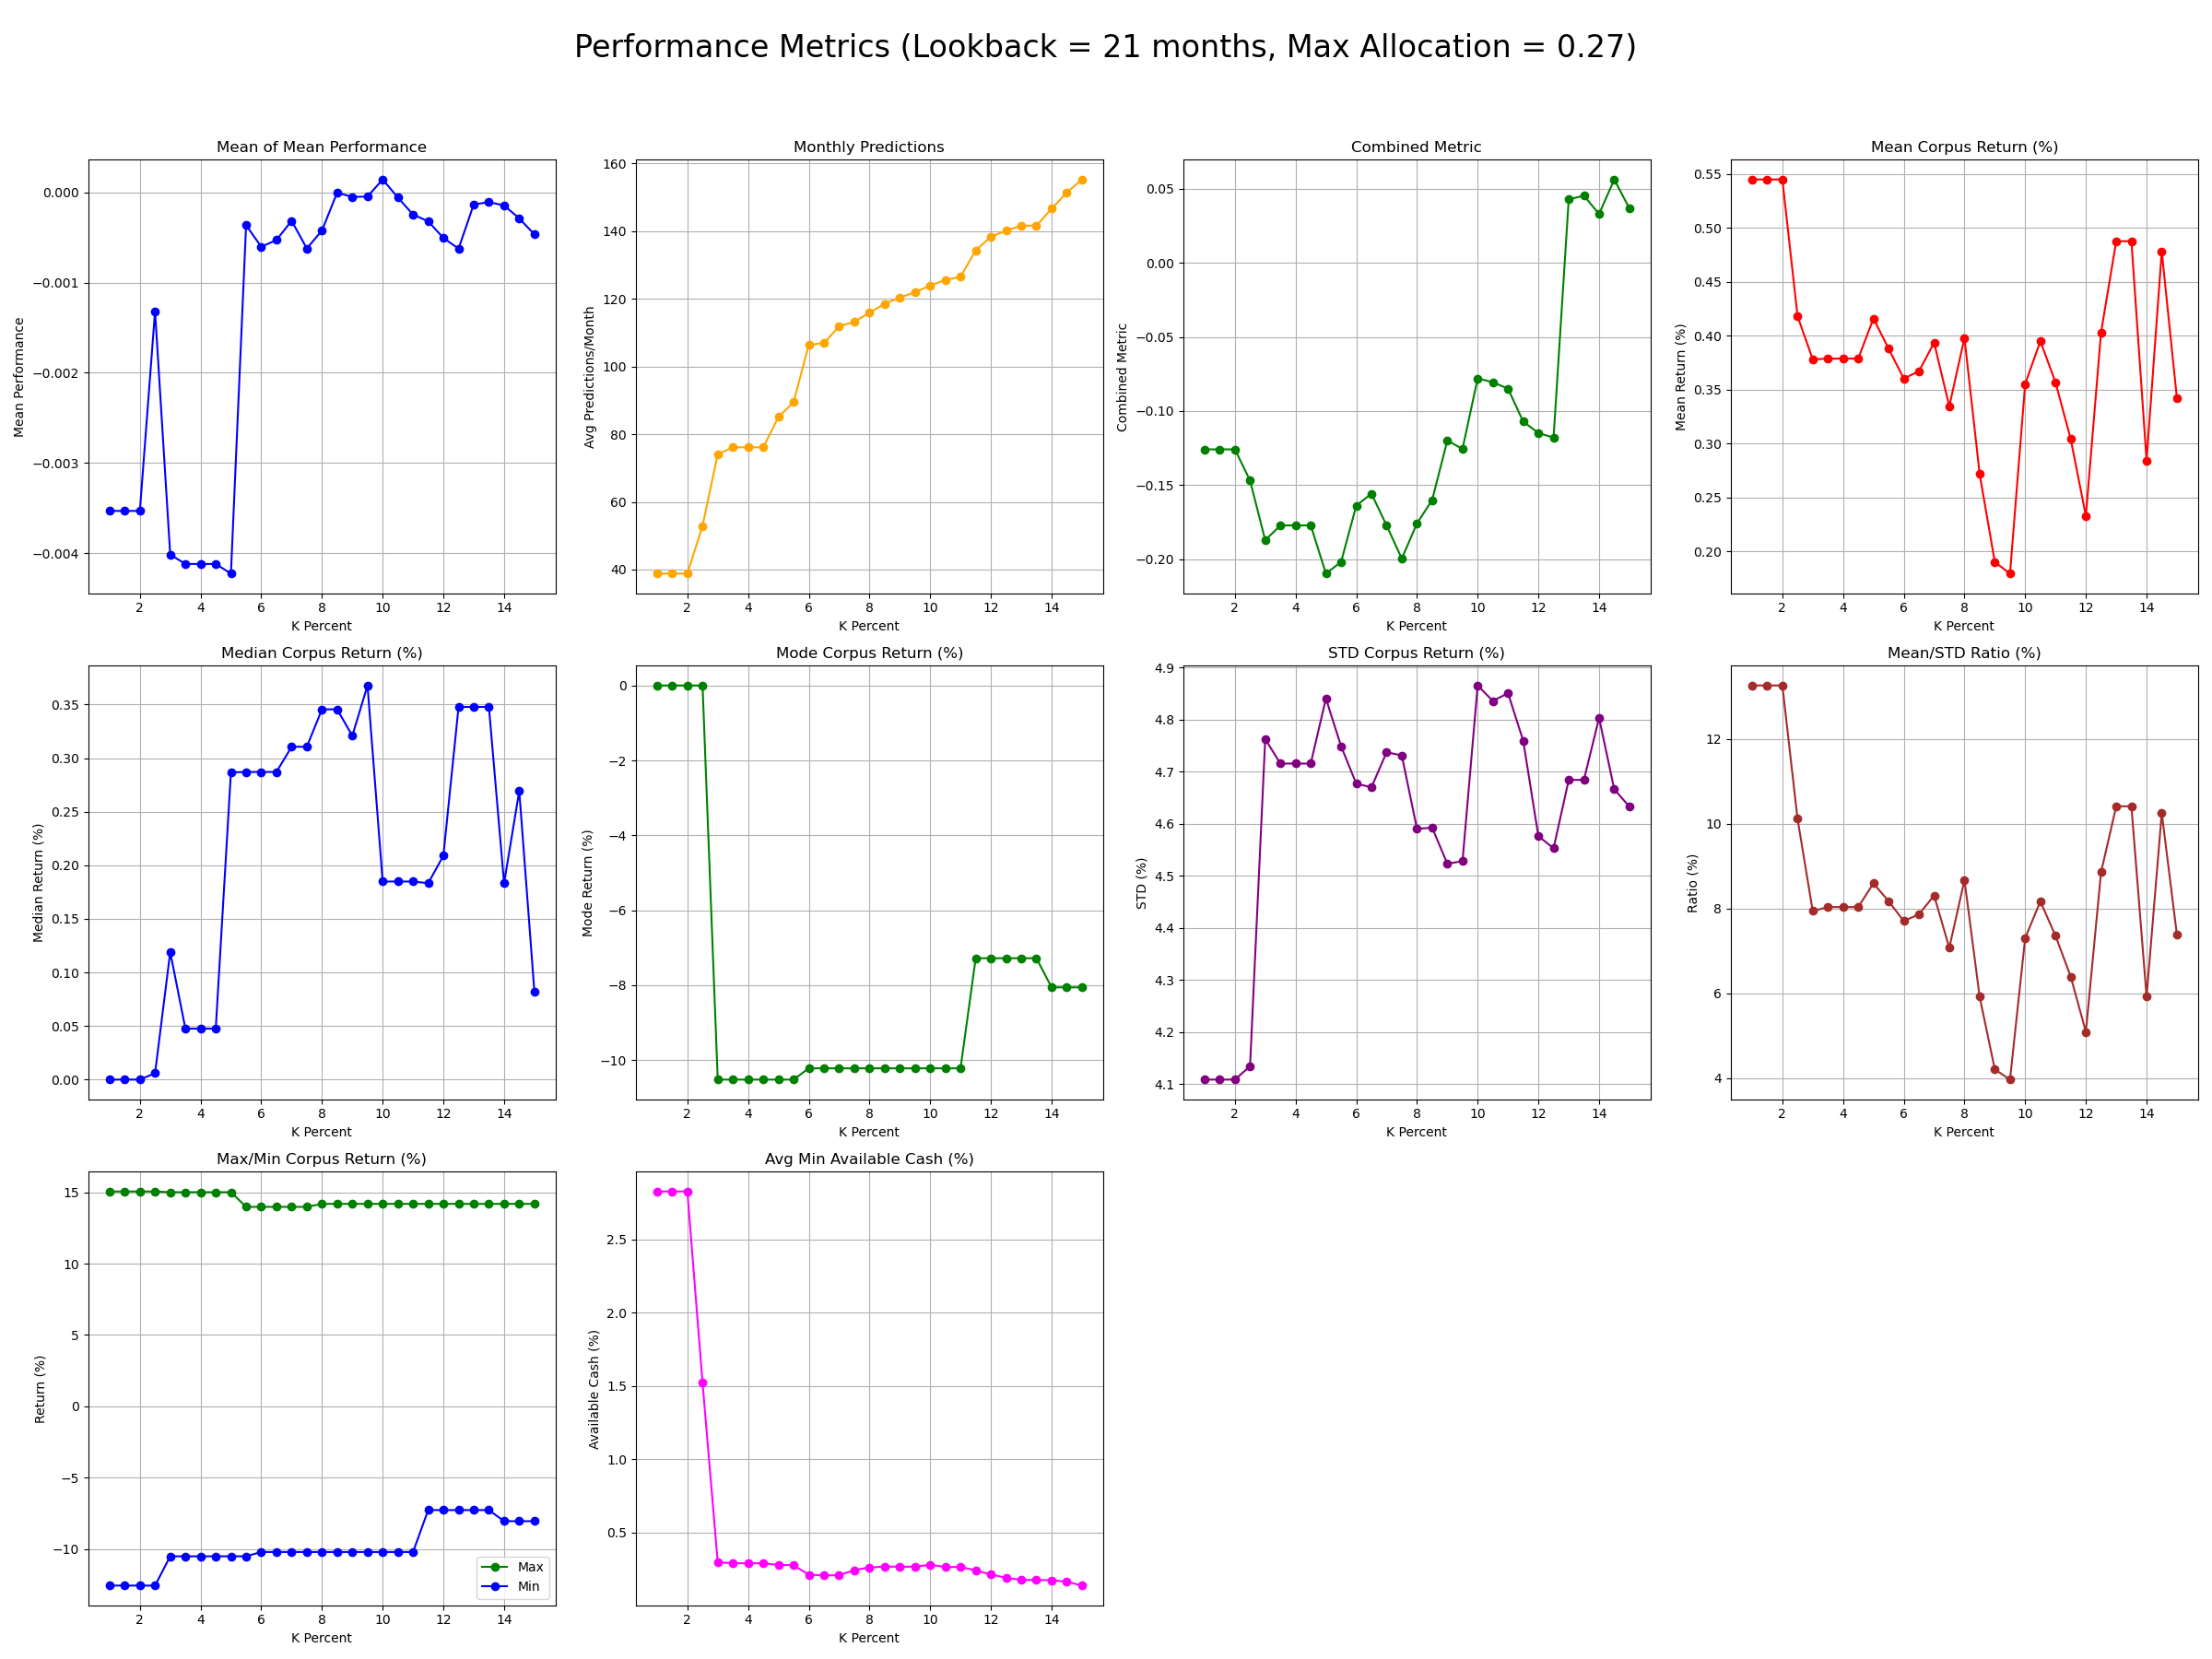 Performance Metrics (Lookback = 21 months, Max Allocation = 0.27)
Mean of Mean Performance
Mean Performance
0.000
−0.001
−0.002
−0.003
−0.004
2 4 6 8 10 12 14
K Percent
Monthly Predictions
Avg Predictions/Month
160
140
120
100
80
60
40
2 4 6 8 10 12 14
K Percent
Combined Metric
Combined Metric
0.05
0.00
−0.05
−0.10
−0.15
−0.20
2 4 6 8 10 12 14
K Percent
Mean Corpus Return (%)
Mean Return (%)
0.55
0.50
0.45
0.40
0.35
0.30
0.25
0.20
2 4 6 8 10 12 14
K Percent
Median Corpus Return (%)
Median Return (%)
0.35
0.30
0.25
0.20
0.15
0.10
0.05
0.00
2 4 6 8 10 12 14
K Percent
Mode Corpus Return (%)
Mode Return (%)
0
−2
−4
−6
−8
−10
2 4 6 8 10 12 14
K Percent
STD Corpus Return (%)
STD (%)
4.9
4.8
4.7
4.6
4.5
4.4
4.3
4.2
4.1
2 4 6 8 10 12 14
K Percent
Mean/STD Ratio (%)
Ratio (%)
12
10
8
6
4
2 4 6 8 10 12 14
K Percent
Max/Min Corpus Return (%)
Return (%)
15
10
5
0
−5
−10
Max
Min
2 4 6 8 10 12 14
K Percent
Avg Min Available Cash (%)
Available Cash (%)
2.5
2.0
1.5
1.0
0.5
2 4 6 8 10 12 14
K Percent